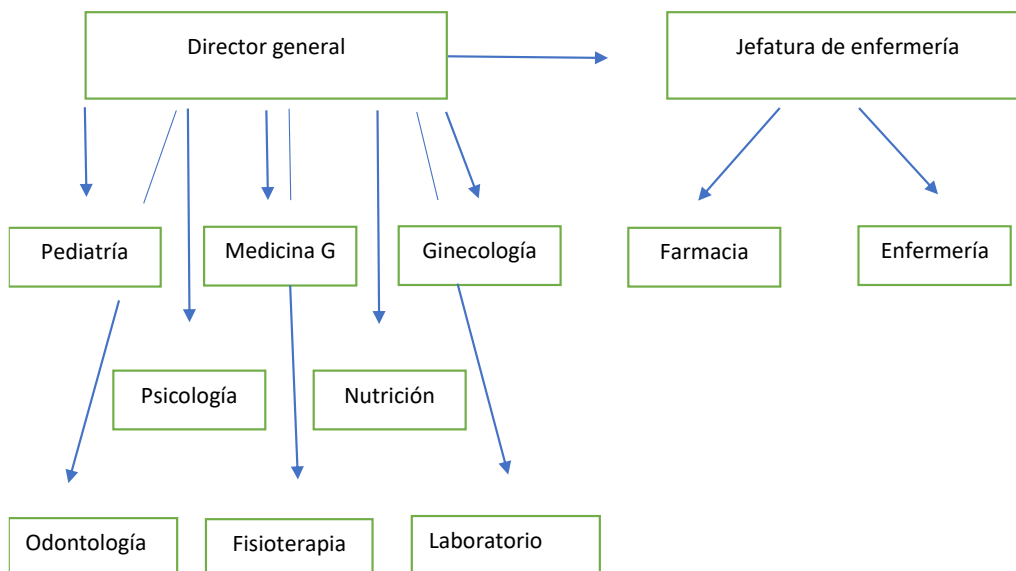 Director general
Jefatura de enfermería
Pediatría
Medicina G
Ginecología
Farmacia
Enfermería
Psicología
Nutrición
Odontología
Fisioterapia
Laboratorio